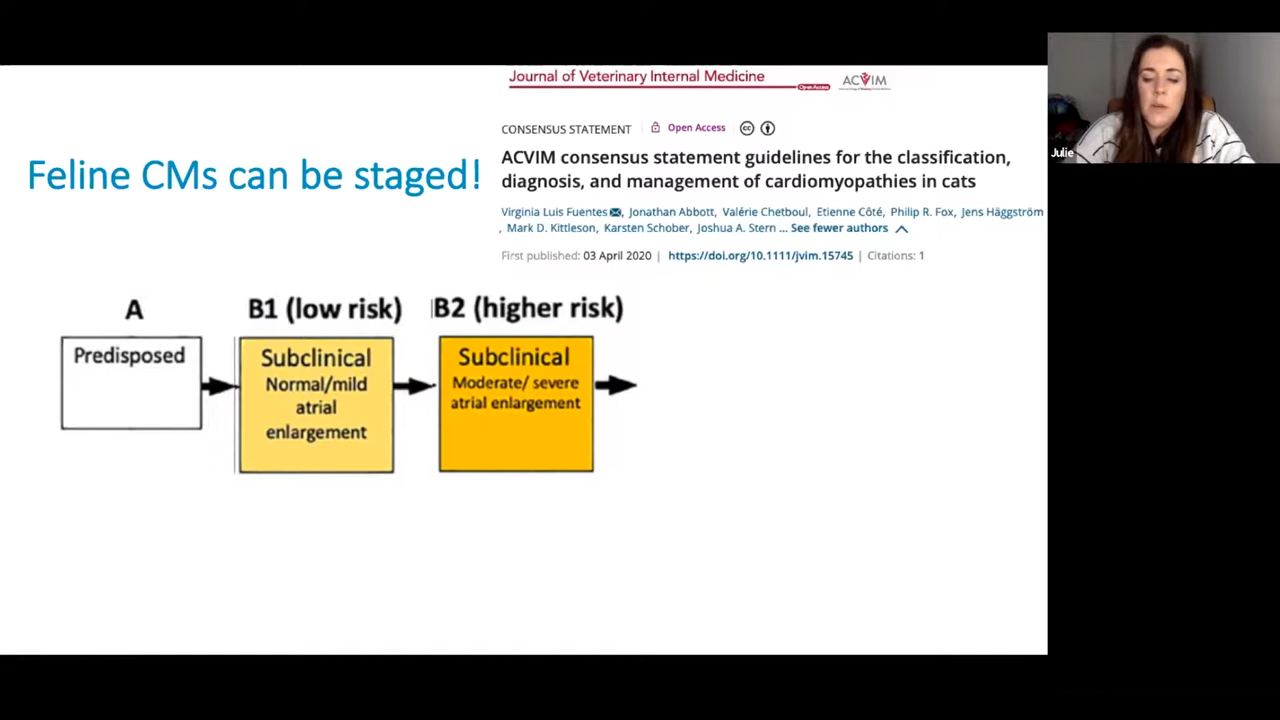 Journal of Veterinary Internal Medicine
Open Access
ACVIM
CONSENSUS STATEMENT
Open Access
ACVIM consensus statement guidelines for the classification,
diagnosis, and management of cardiomyopathies in cats
Feline CMs can be staged!
Virginia Luis Fuentes, Jonathan Abbott, Valérie Chetboul, Etienne Côté, Philip R. Fox, Jens Häggström
, Mark D. Kittleson, Karsten Schober, Joshua A. Stern ... See fewer authors
First published: 03 April 2020 | https://doi.org/10.1111/jvim.15745 | Citations: 1
A
Predisposed
B1 (low risk)
Subclinical
Normal/mild
atrial
enlargement
B2 (higher risk)
Subclinical
Moderate/ severe
atrial enlargement
Julie